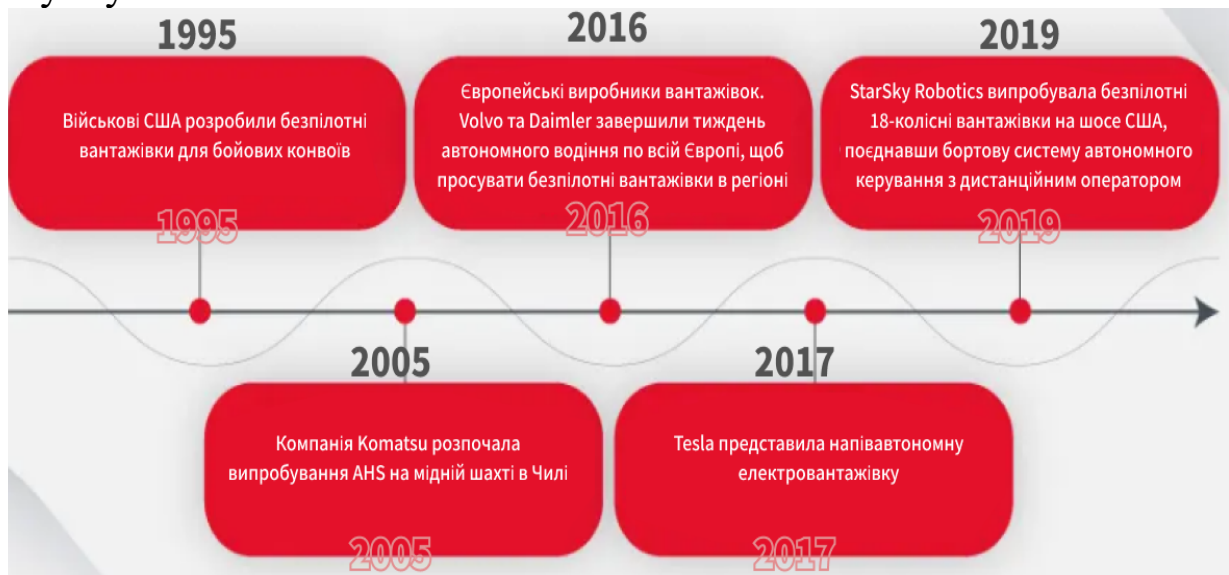 1995
Військові США розробили безпілотні
вантажівки для бойових конвоїв
1995
2016
Європейські виробники вантажівок.
Volvo та Daimler завершили тиждень
автономного водіння по всій Європі, щоб
просувати безпілотні вантажівки в регіоні
2016
2019
StarSky Robotics випробувала безпілотні
18-колісні вантажівки на шосе США,
поєднавши бортову систему автономного
керування з дистанційним оператором
2019
2005
Компанія Komatsu розпочала
випробування AHS на мідній шахті в Чилі
2005
2017
Tesla представила напівавтономну
електровантажівку
2017